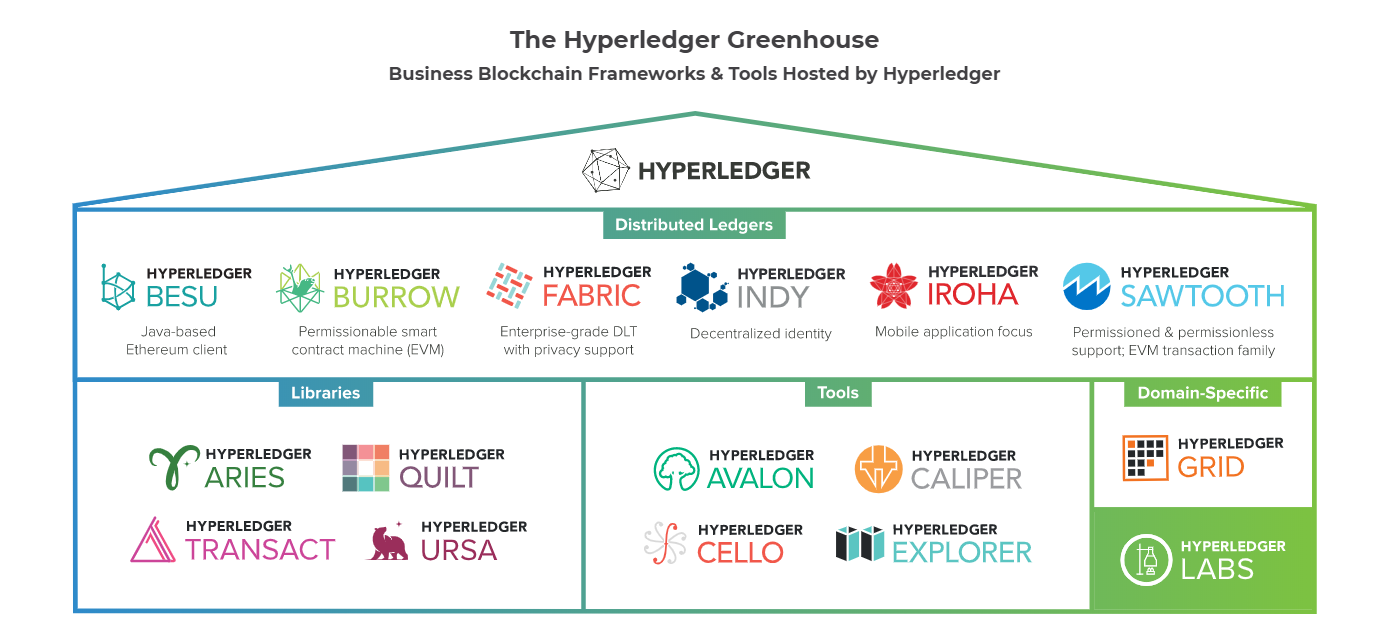 The Hyperledger Greenhouse
Business Blockchain Frameworks & Tools Hosted by Hyperledger
HYPERLEDGER
Distributed Ledgers
HYPERLEDGER
BESU
Java-based
Ethereum client
HYPERLEDGER
BURROW
Permissionable smart
contract machine (EVM)
HYPERLEDGER
FABRIC
Enterprise-grade DLT
with privacy support
HYPERLEDGER
INDY
Decentralized identity
HYPERLEDGER
IROHA
Mobile application focus
HYPERLEDGER
SAWTOOTH
Permissioned & permissionless
support; EVM transaction family
Libraries
HYPERLEDGER
ARIES
HYPERLEDGER
QUILT
HYPERLEDGER
TRANSACT
HYPERLEDGER
URSA
Tools
HYPERLEDGER
AVALON
HYPERLEDGER
CALIPER
HYPERLEDGER
CELLO
HYPERLEDGER
EXPLORER
Domain-Specific
HYPERLEDGER
GRID
HYPERLEDGER
LABS